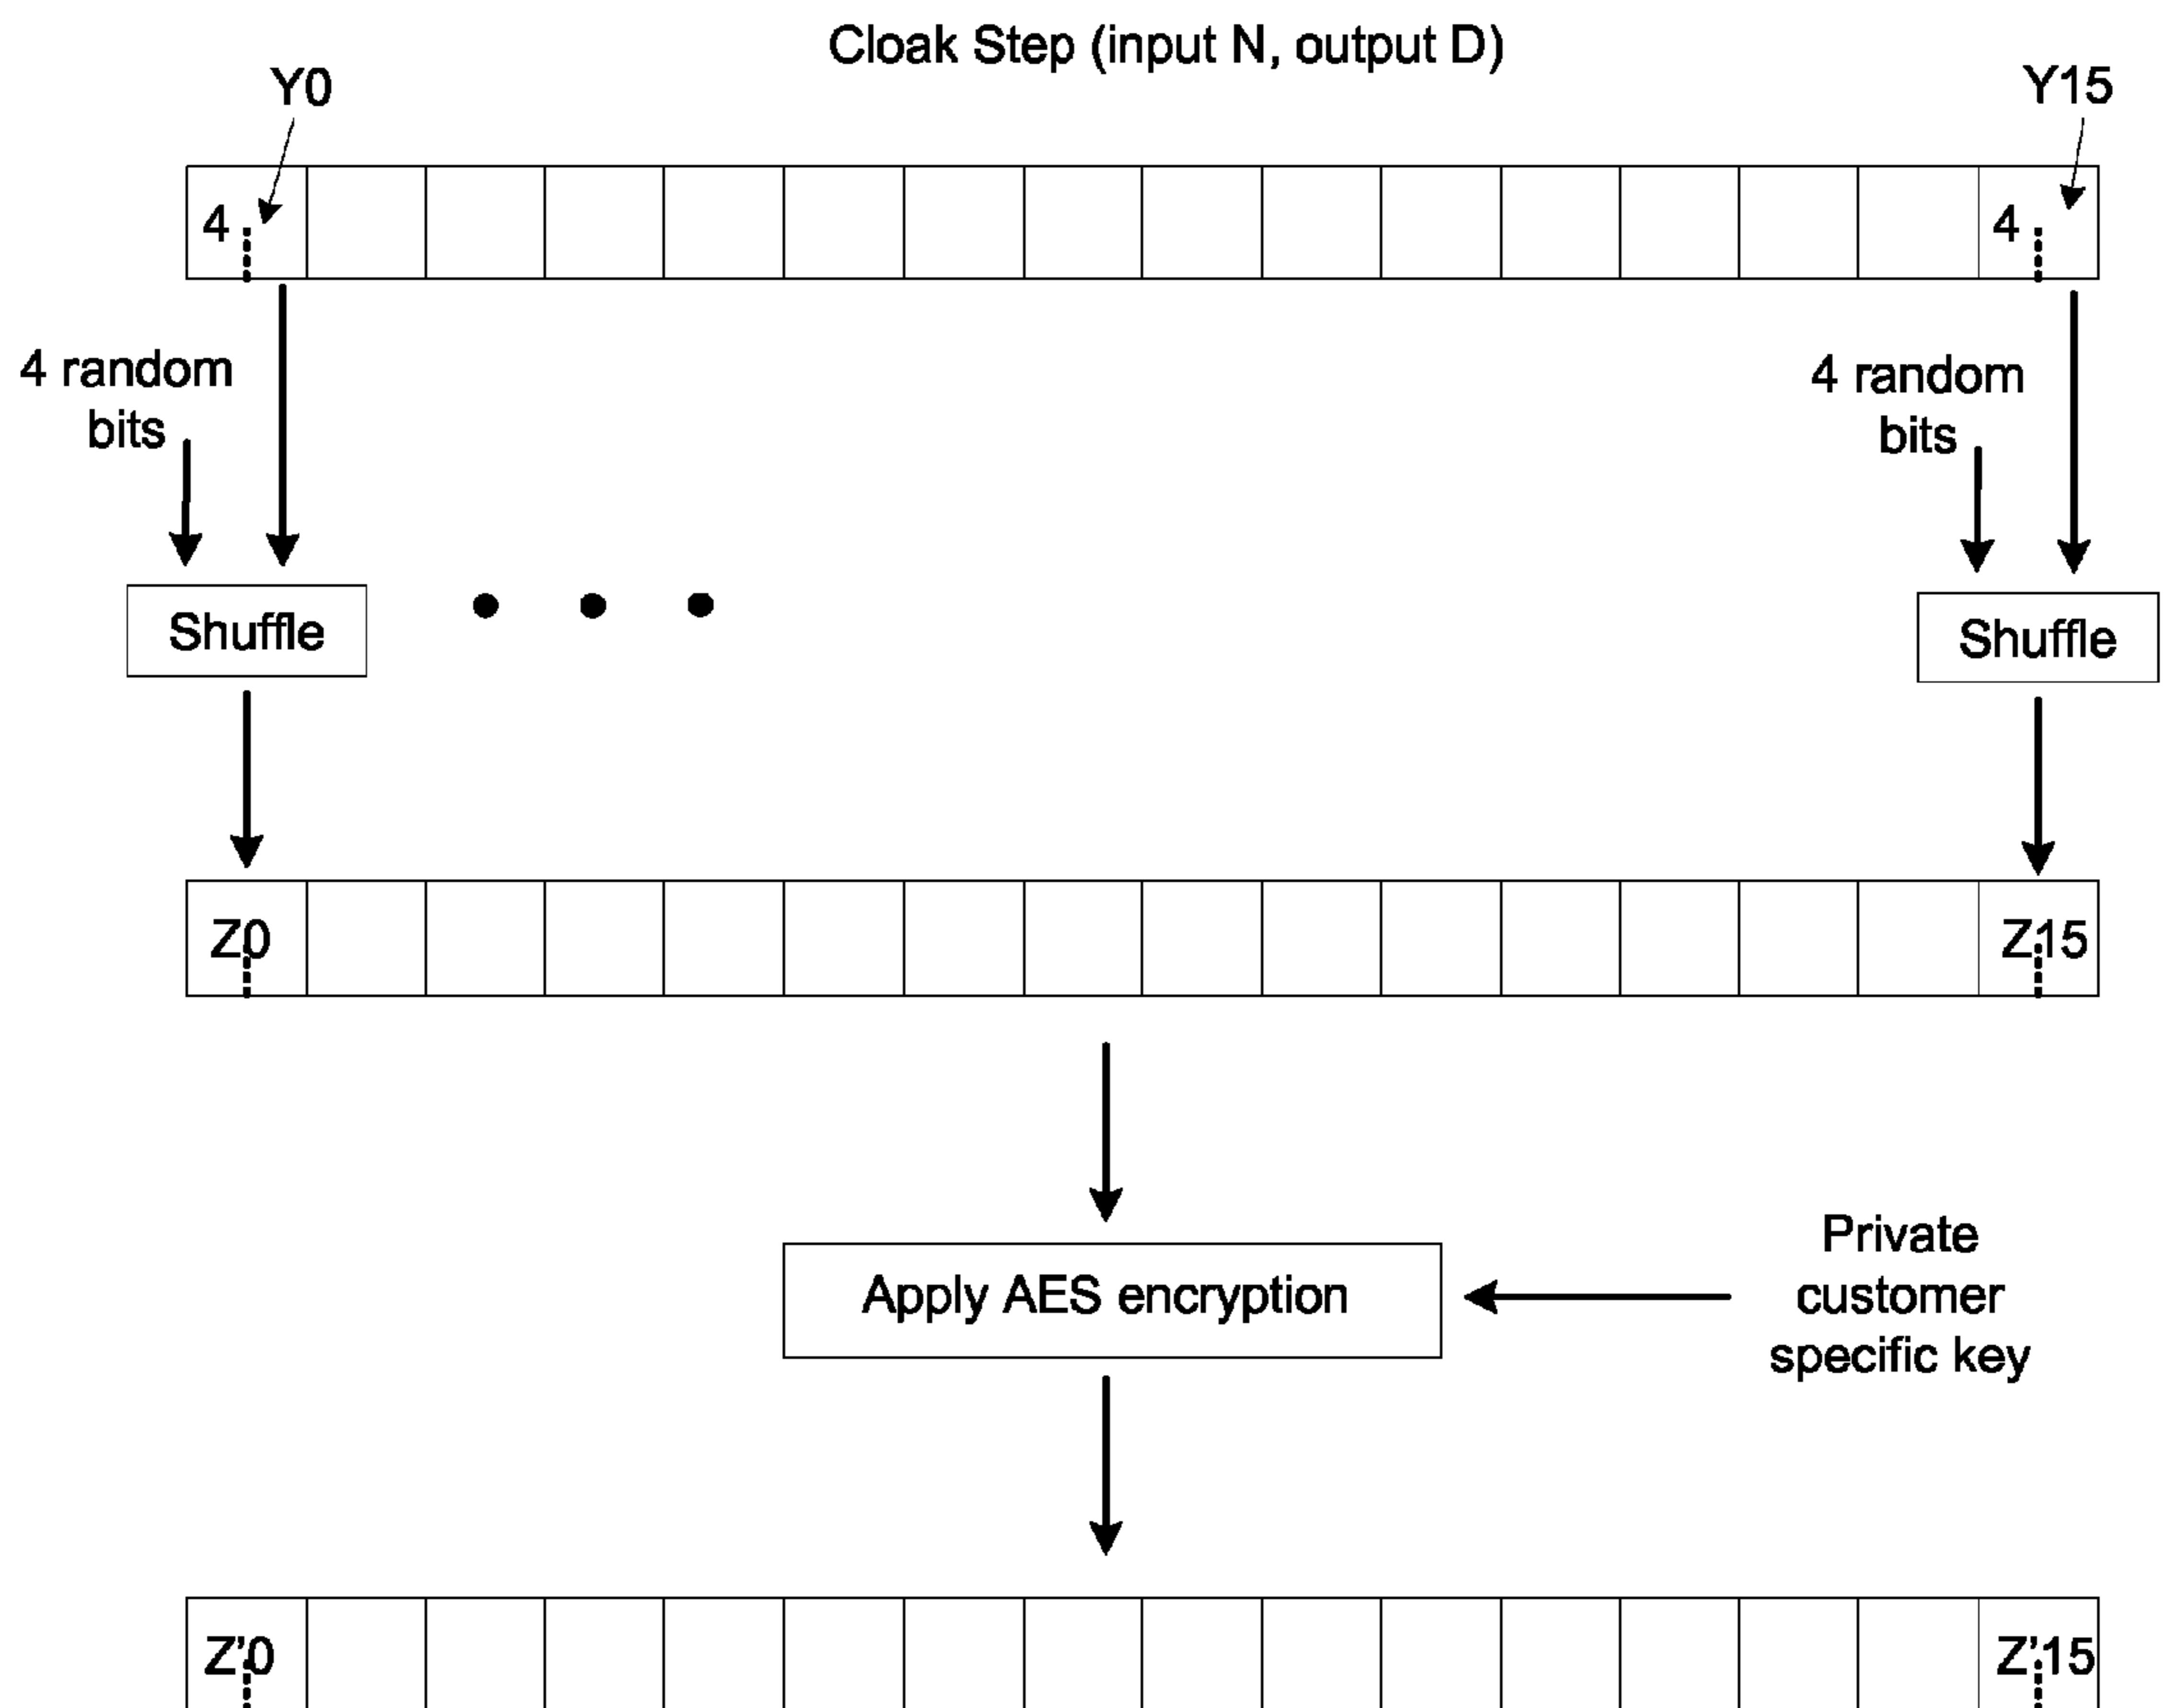 Cloak Step (input N, output D)
Y0
Y15
4
4
4 random
bits
4 random
bits
Shuffle
Shuffle
Z0
Z15
Apply AES encryption
Private
customer
specific key
Z'0
Z'15